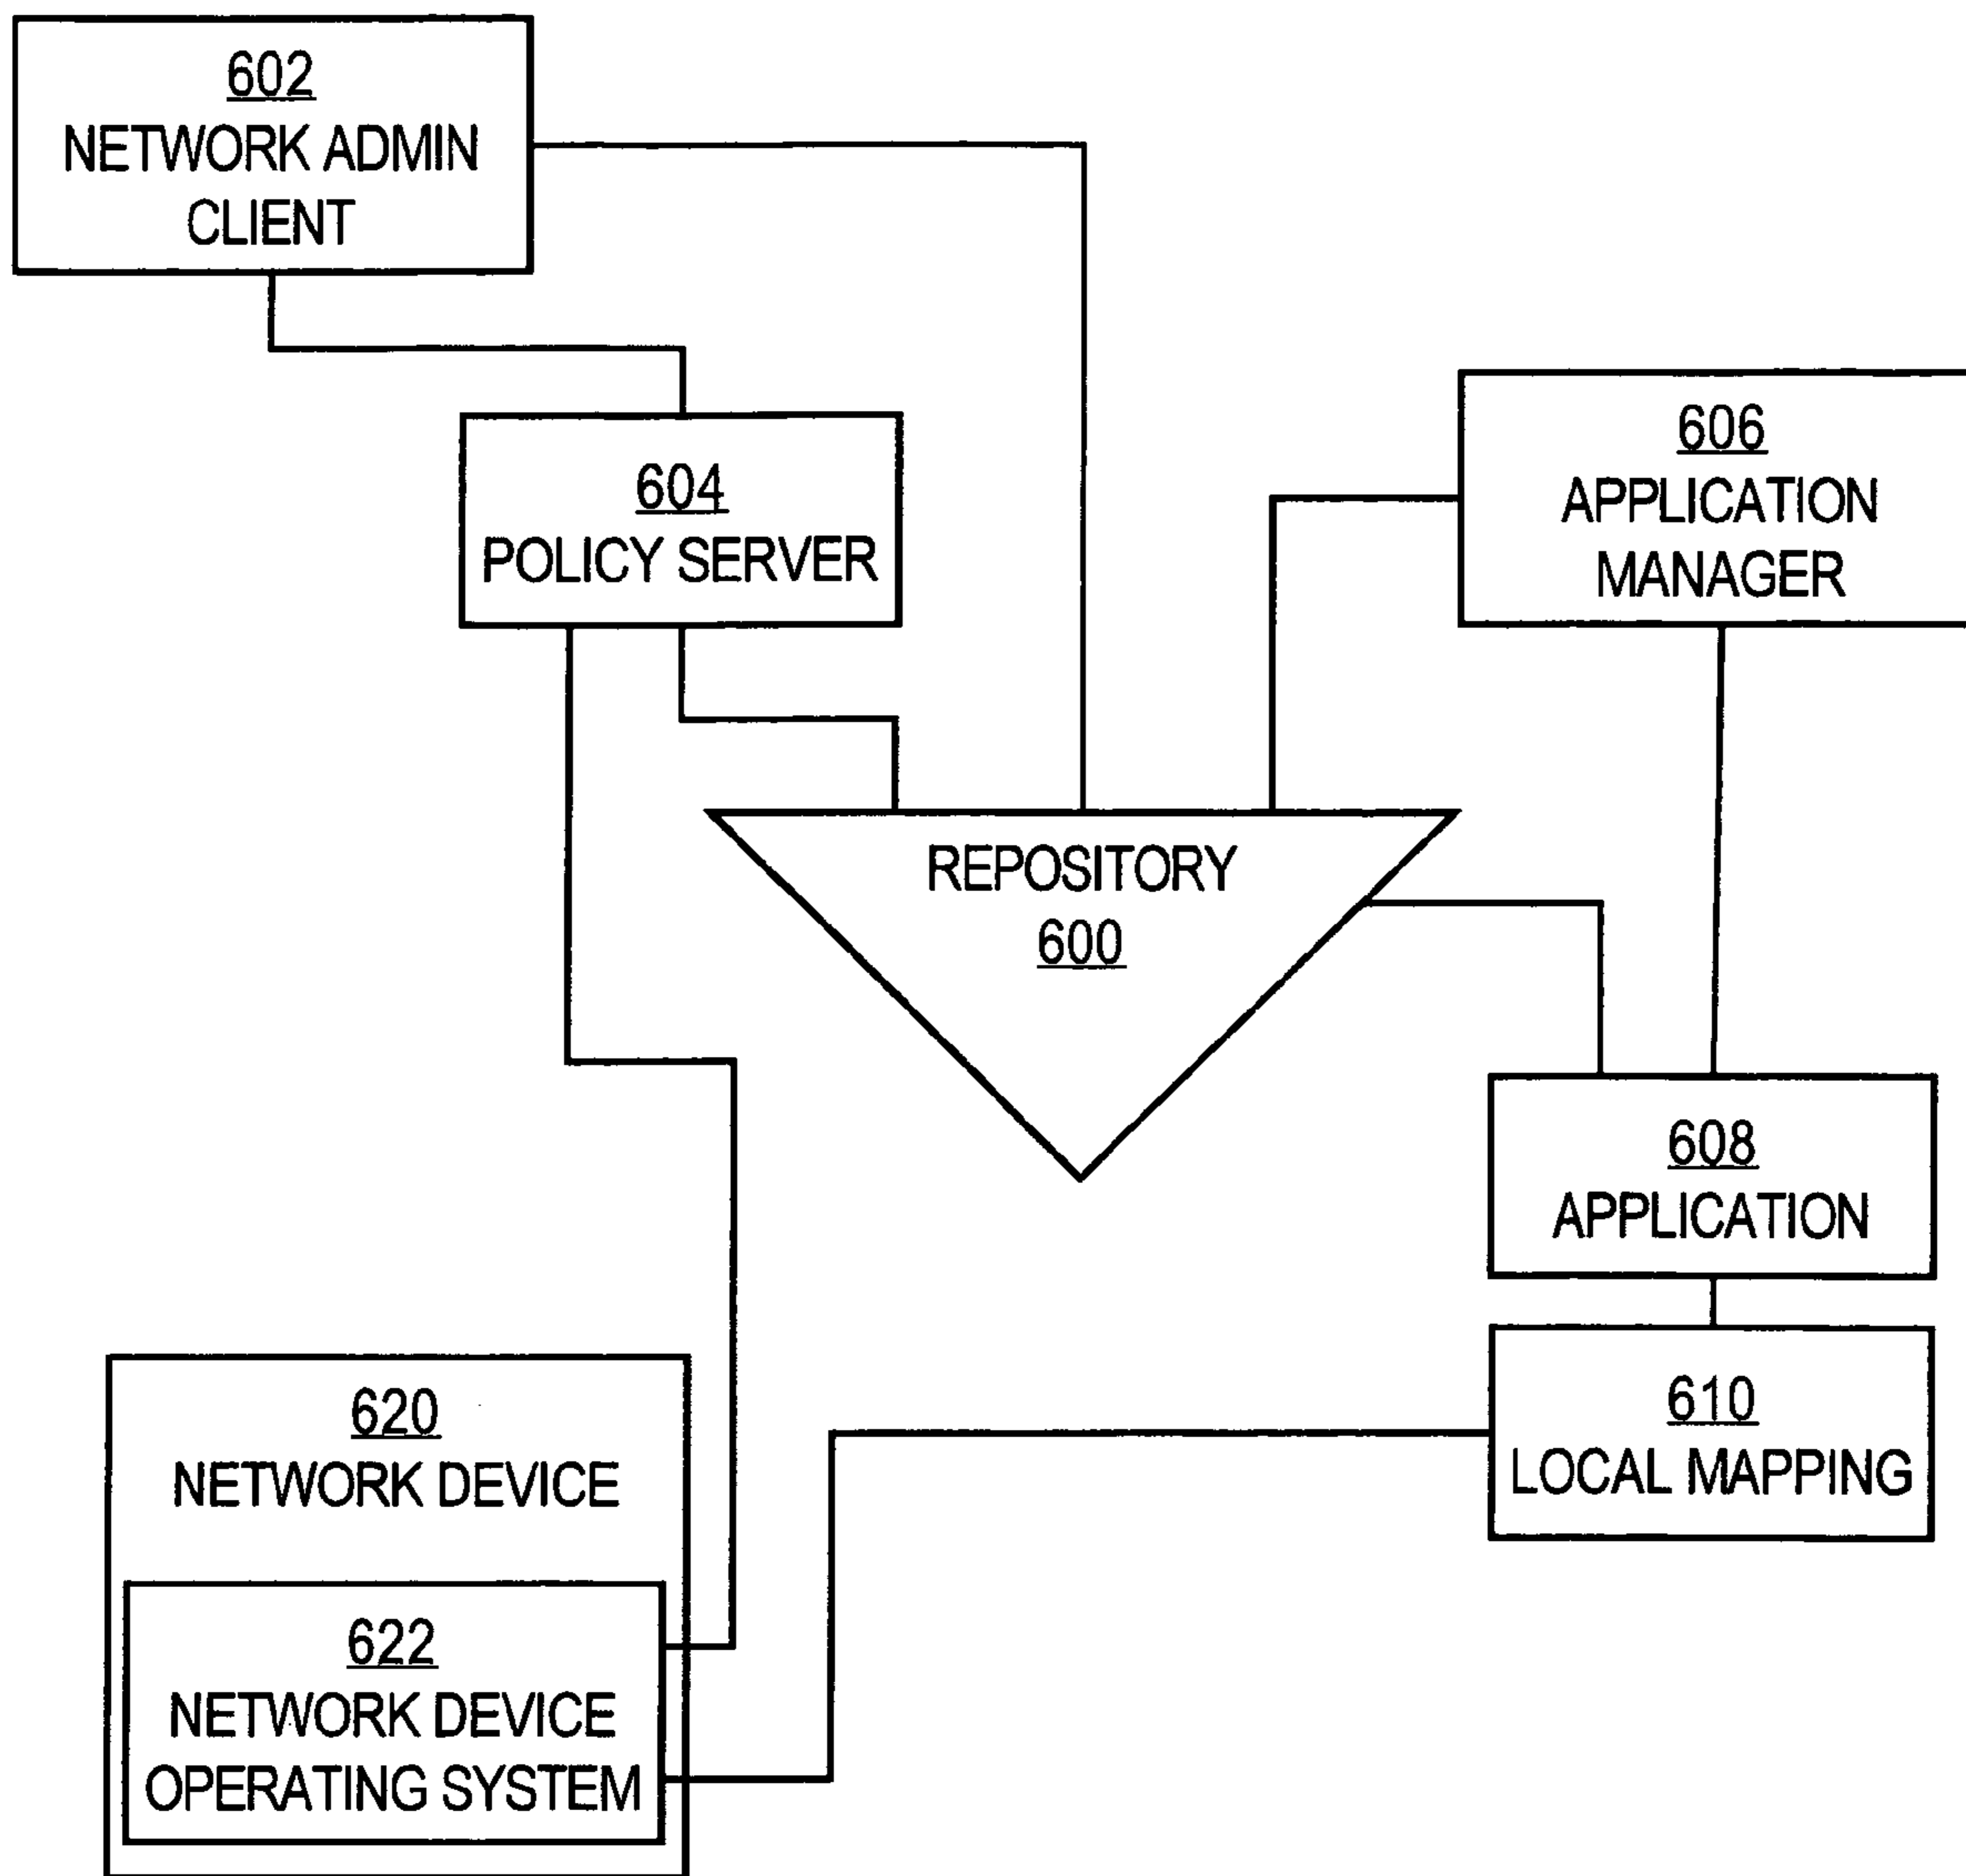 602
NETWORK ADMIN
CLIENT
604
POLICY SERVER
606
APPLICATION
MANAGER
REPOSITORY
600
608
APPLICATION
610
LOCAL MAPPING
620
NETWORK DEVICE
622
NETWORK DEVICE
OPERATING SYSTEM